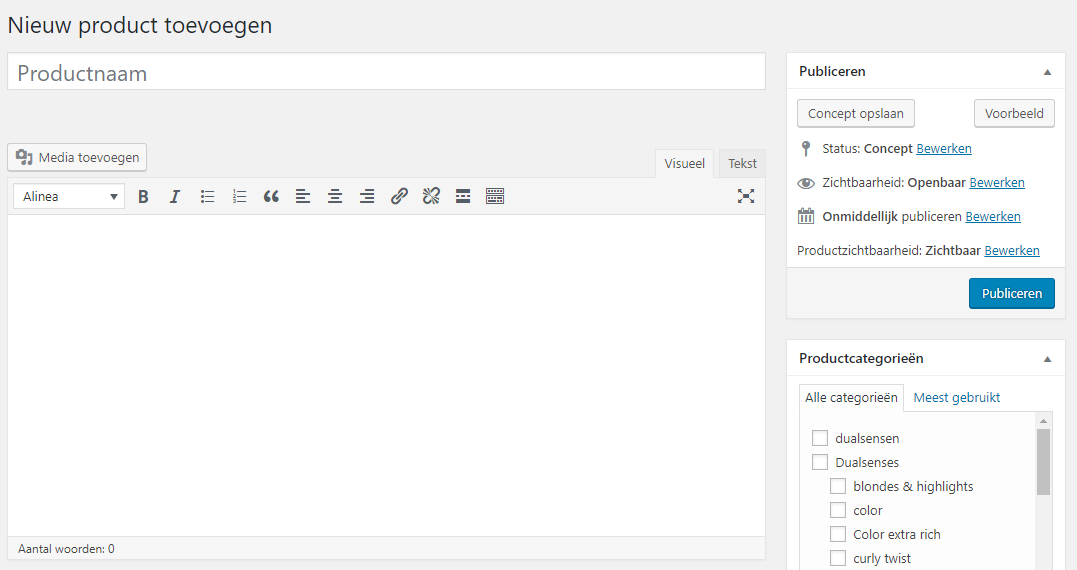 Nieuw product toevoegen
Productnaam
Media toevoegen
Visueel
Tekst
Alinea
B I
Aantal woorden: 0
Publiceren
Concept opslaan
Voorbeeld
Status: Concept Bewerken
Zichtbaarheid: Openbaar Bewerken
Onmiddellijk publiceren Bewerken
Productzichtbaarheid: Zichtbaar Bewerken
Publiceren
Productcategorieën
Alle categorieën
Meest gebruikt
dualsensen
Dualsenses
blondes & highlights
color
Color extra rich
curly twist